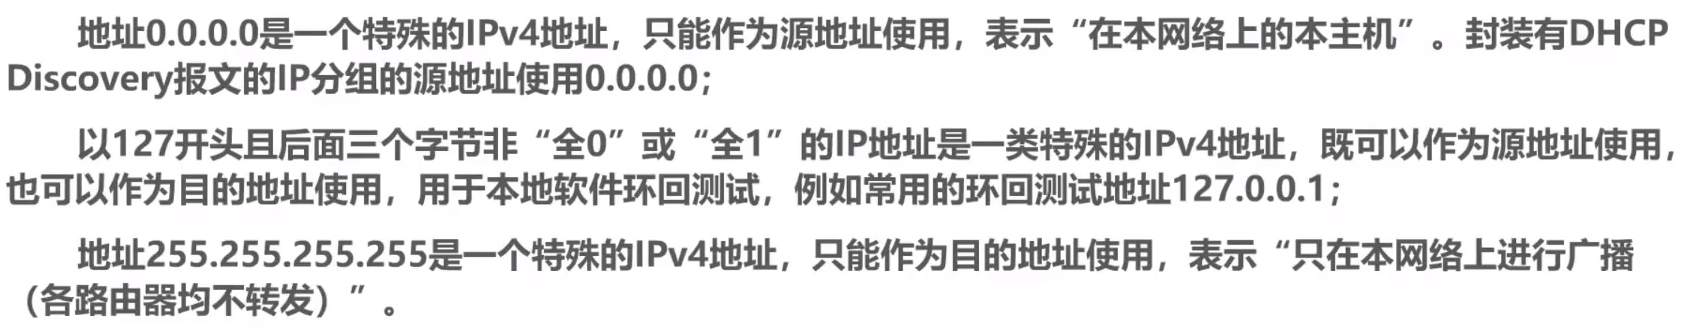 地址0.0.0.0是一个特殊的IPv4地址，只能作为源地址使用，表示“在本网络上的本主机”。封装有DHCP
Discovery报文的IP分组的源地址使用0.0.0.0；
以127开头且后面三个字节非“全0”或“全1”的IP地址是一类特殊的IPv4地址，既可以作为源地址使用，
也可以作为目的地址使用，用于本地软件环回测试，例如常用的环回测试地址127.0.0.1；
地址255.255.255.255是一个特殊的IPv4地址，只能作为目的地址使用，表示“只在本网络上进行广播
（各路由器均不转发）”。